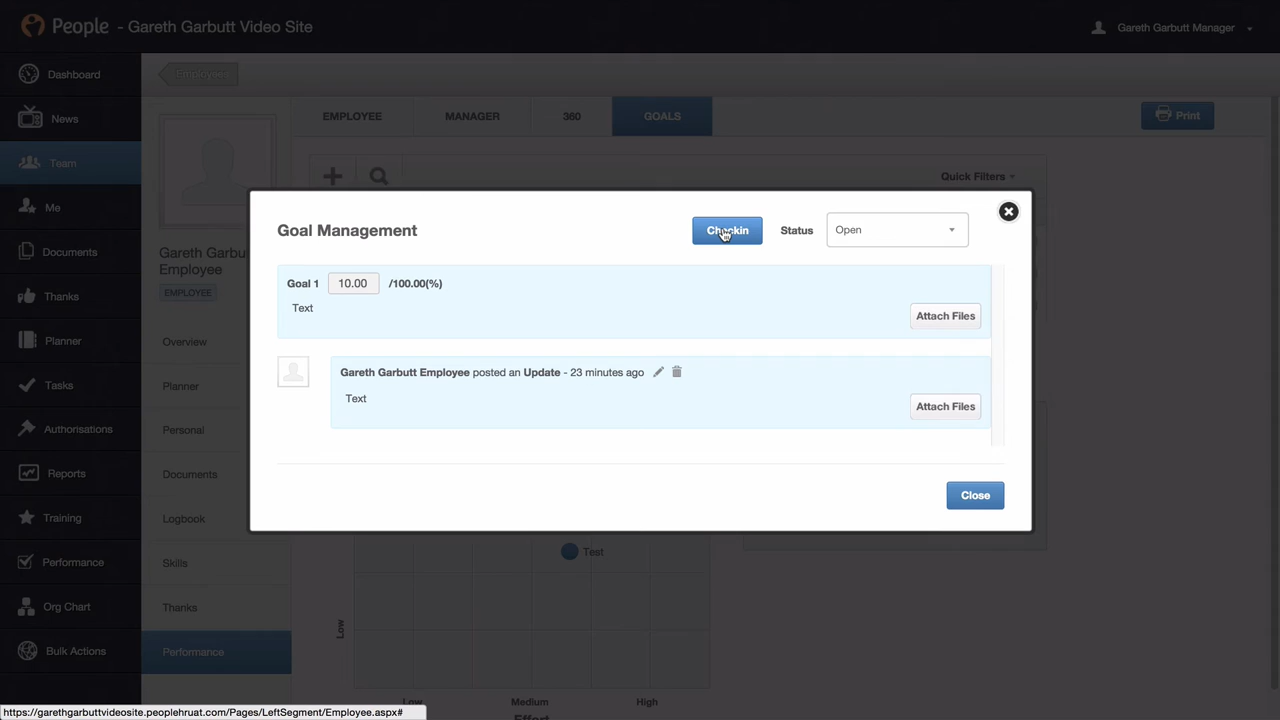 People - Gareth Garbutt Video Site
Gareth Garbutt Manager
Dashboard
News
Team
Me
Documents
Thanks
Planner
Tasks
Authorisations
Reports
Training
Performance
Org Chart
Bulk Actions
Employees
Gareth Garbu
Employee
EMPLOYEE
Overview
Planner
Personal
Documents
Logbook
Skills
Thanks
Performance
EMPLOYEE
MANAGER
360
GOALS
Print
Quick Filters
Goal Management
Checkin
Status
Open
Goal 1 10.00 /100.00(%)
Text
Attach Files
Gareth Garbutt Employee posted an Update - 23 minutes ago
Text
Attach Files
Close
Test
Low
Low
Medium
High
Effort
https://garethgarbuttvideosite.peoplehruat.com/Pages/LeftSegment/Employee.aspx#